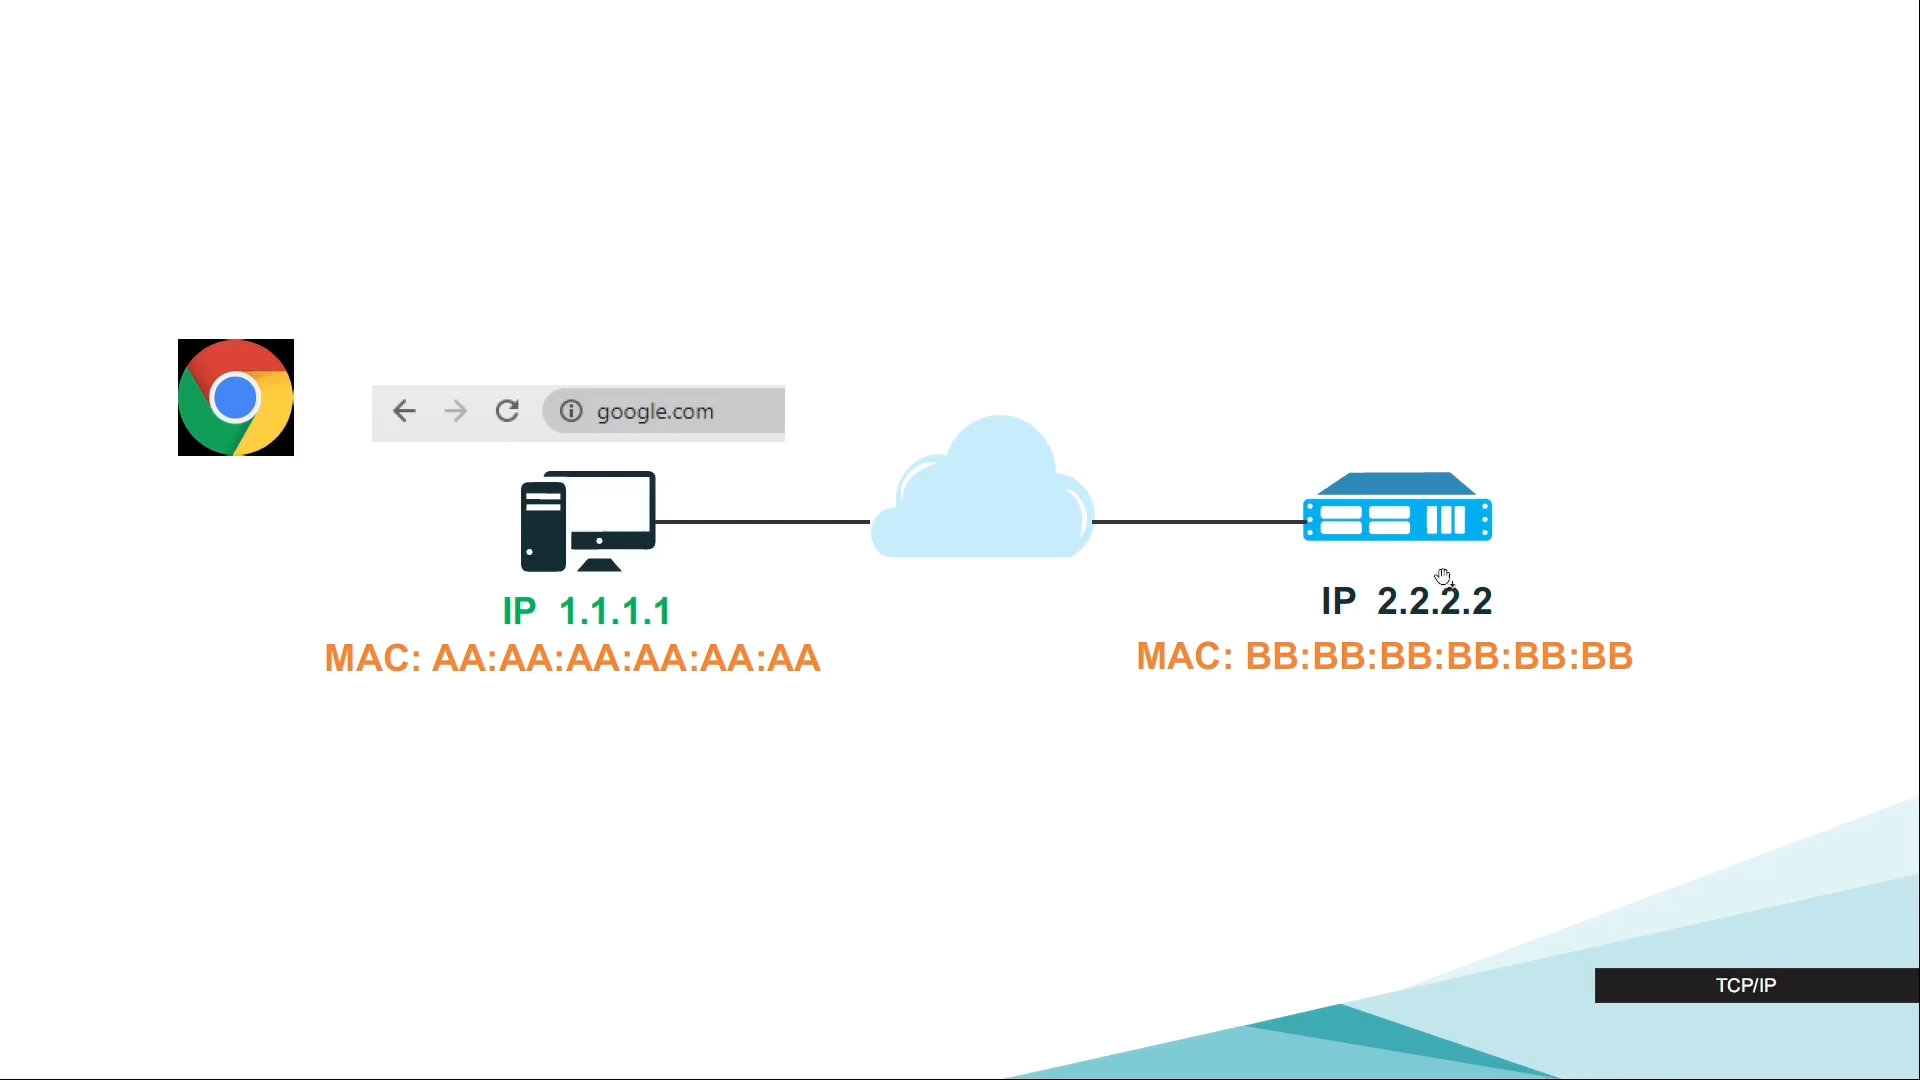 google.com
IP 1.1.1.1
MAC: AA:AA:AA:AA:AA:AA
IP 2.2.2.2
MAC: BB:BB:BB:BB:BB:BB
TCP/IP